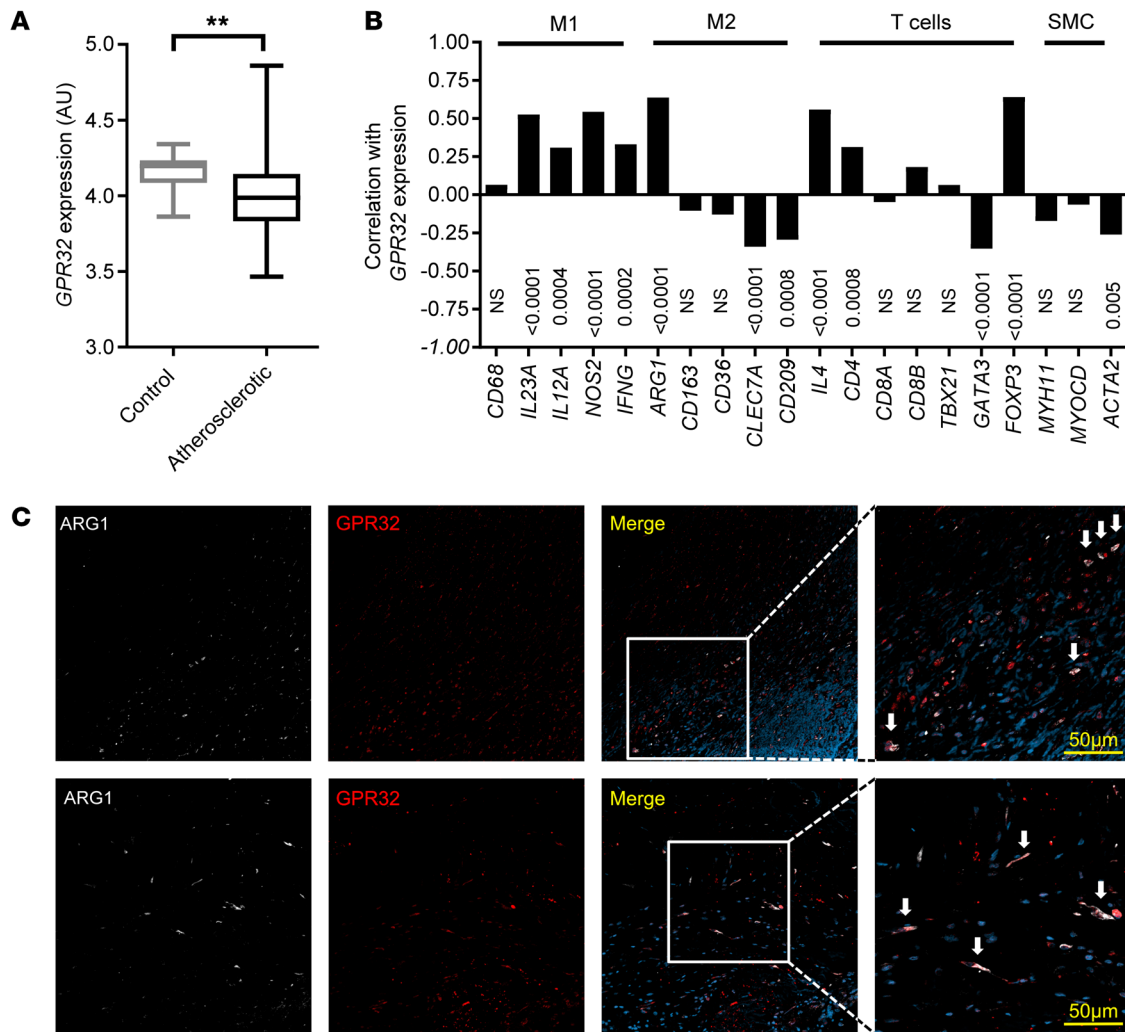 A
**
GPR32 expression (AU)
5.0
4.5
4.0
3.5
3.0
Control
Atherosclerotic
B
M1
M2
T cells
SMC
Correlation with
GPR32 expression
1.00
0.75
0.50
0.25
0.00
-0.25
-0.50
-0.75
-1.00
NS
<0.0001
0.0004
<0.0001
0.0002
<0.0001
NS
NS
<0.0001
0.0008
<0.0001
0.0008
NS
NS
NS
<0.0001
<0.0001
NS
NS
0.005
CD68
IL23A
IL12A
NOS2
IFNG
ARG1
CD163
CD36
CLEC7A
CD209
IL4
CD4
CD8A
CD8B
TBX21
GATA3
FOXP3
MYH11
MYOCD
ACTA2
C
ARG1
GPR32
Merge
50µm
ARG1
GPR32
Merge
50µm